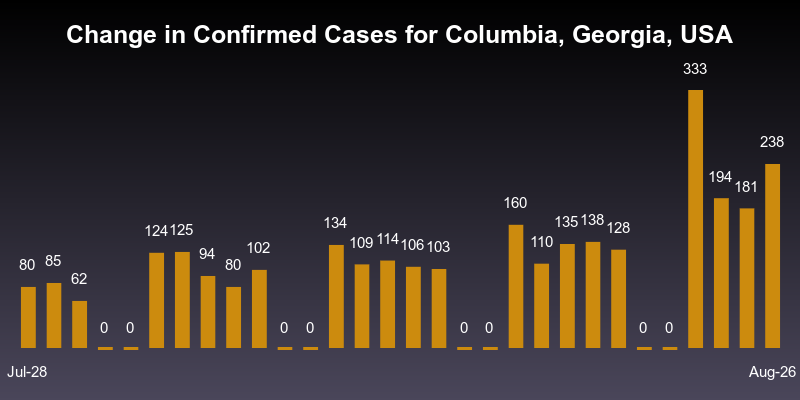 Change in Confirmed Cases for Columbia, Georgia, USA
80 85 62 0 0 124 125 94 80 102 0 0 134 109 114 106 103 0 0 160 110 135 138 128 0 0 333 194 181 238
Jul-28 Aug-26